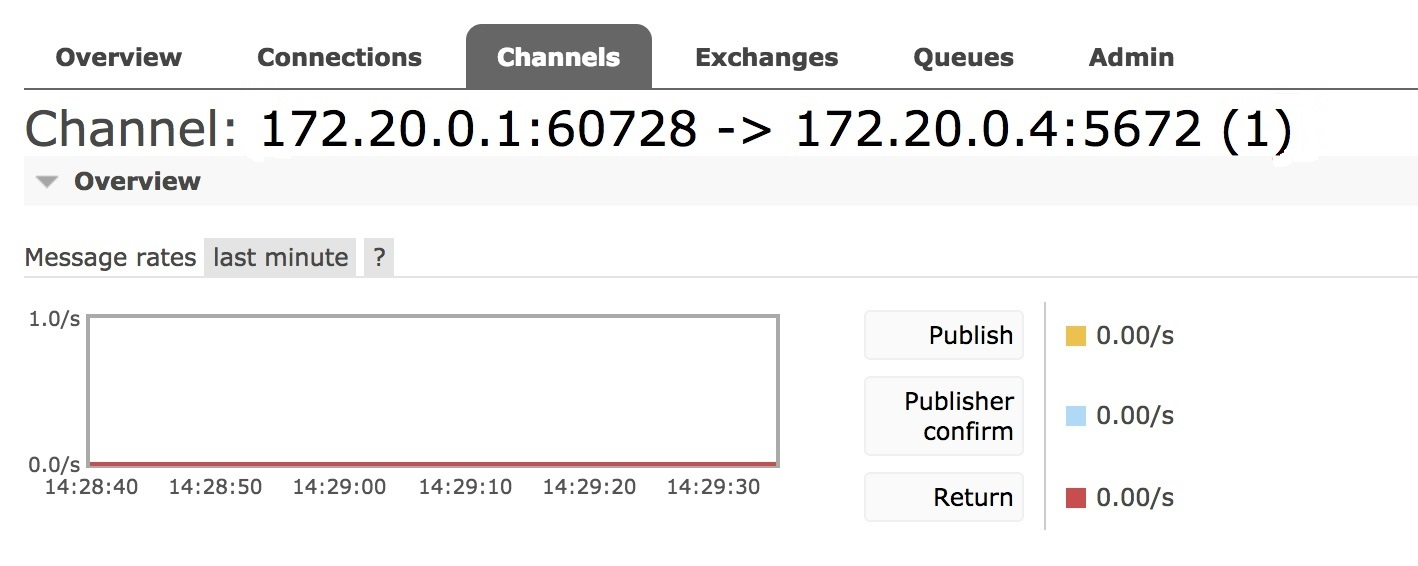 Overview Connections Channels Exchanges Queues Admin
Channel: 172.20.0.1:60728 -> 172.20.0.4:5672 (1)
Overview
Message rates last minute ?
1.0/s
0.0/s
14:28:40 14:28:50 14:29:00 14:29:10 14:29:20 14:29:30
Publish 0.00/s
Publisher
confirm 0.00/s
Return 0.00/s